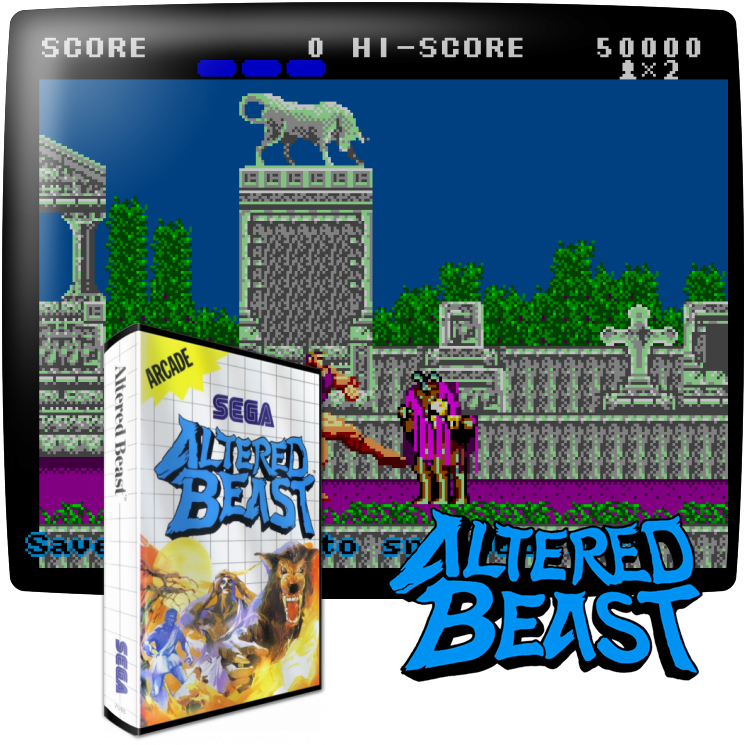 SCORE 0 HI-SCORE 50000
×2
Save to
ARCADE
SEGA
ALTERED
BEAST
Altered Beast
SEGA
ALTERED
BEAST